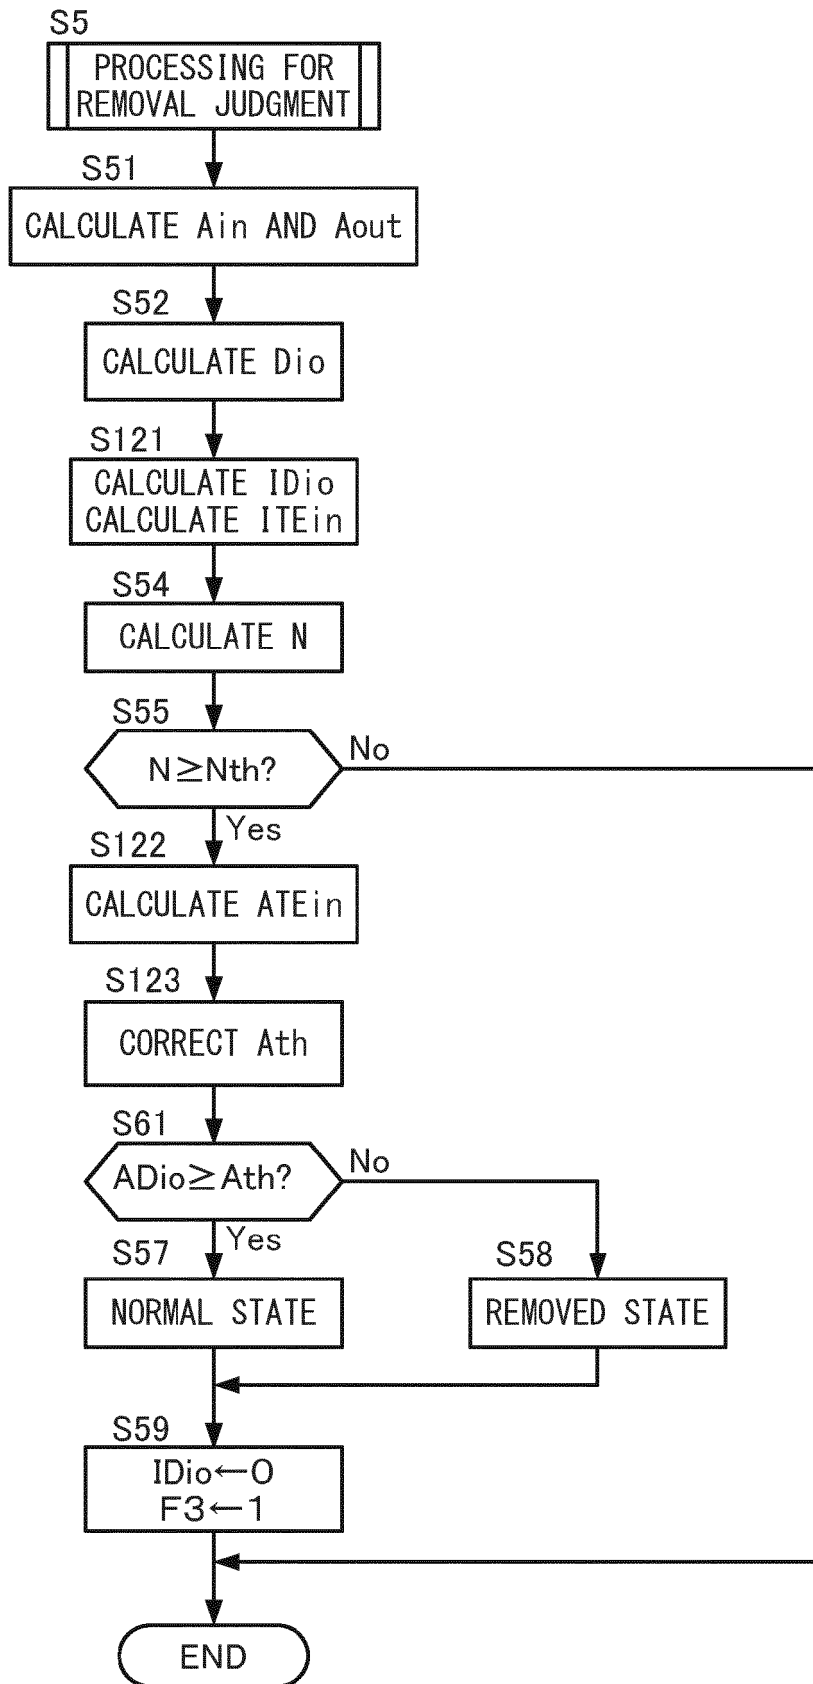 S5
PROCESSING FOR
REMOVAL JUDGMENT
S51
CALCULATE Ain AND Aout
S52
CALCULATE Dio
S121
CALCULATE IDio
CALCULATE ITEin
S54
CALCULATE N
S55
N≥Nth?
No
Yes
S122
CALCULATE ATEin
S123
CORRECT Ath
S61
ADio≥Ath?
No
Yes
S57
NORMAL STATE
S58
REMOVED STATE
S59
IDio←0
F3←1
END